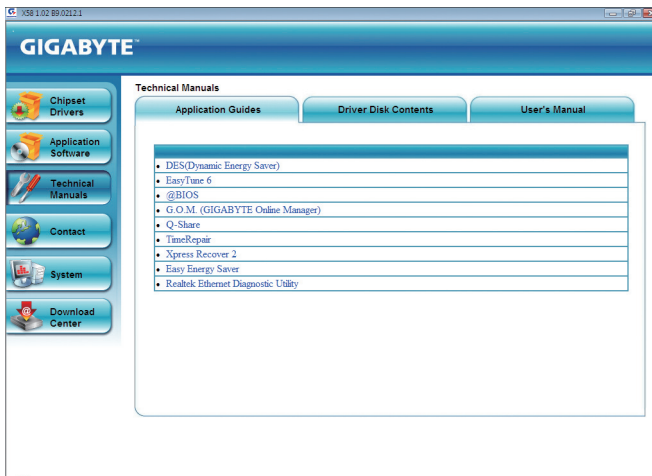 X58 1.02 B9.0212.1
GIGABYTE™
Chipset
Drivers
Application
Software
Technical
Manuals
Contact
System
Download
Center
Technical Manuals
Application Guides
Driver Disk Contents
User's Manual
• DES(Dynamic Energy Saver)
• EasyTune 6
• @BIOS
• G.O.M. (GIGABYTE Online Manager)
• Q-Share
• TimeRepair
• Xpress Recover 2
• Easy Energy Saver
• Realtek Ethernet Diagnostic Utility